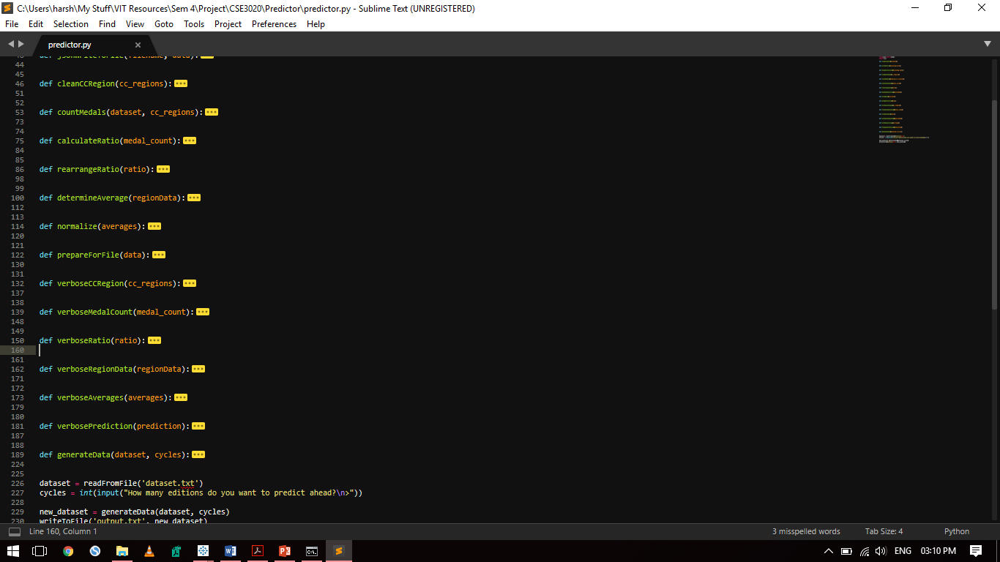 C:\Users\harsh\My Stuff\VIT Resources\Sem 4\Project\CSE3020\Predictor\predictor.py - Sublime Text (UNREGISTERED)
File Edit Selection Find View Goto Tools Project Preferences Help
predictor.py
43 def jsonWriteToFile(filename, data):
44
45
46 def cleanCCRegion(cc_regions):
51
52
53 def countMedals(dataset, cc_regions):
73
74
75 def calculateRatio(medal_count):
84
85
86 def rearrangeRatio(ratio):
98
99
100 def determineAverage(regionData):
112
113
114 def normalize(averages):
120
121
122 def prepareForFile(data):
130
131
132 def verboseCCRegion(cc_regions):
137
138
139 def verboseMedalCount(medal_count):
148
149
150 def verboseRatio(ratio):
160
161
162 def verboseRegionData(regionData):
171
172
173 def verboseAverages(averages):
179
180
181 def verbosePrediction(prediction):
187
188
189 def generateData(dataset, cycles):
224
225
226 dataset = readFromFile('dataset.txt')
227 cycles = int(input("How many editions do you want to predict ahead?\n>"))
228
229 new_dataset = generateData(dataset, cycles)
230 writeToFile('output.txt', new_dataset)
Line 160, Column 1 3 misspelled words Tab Size: 4 Python
ENG 03:10 PM